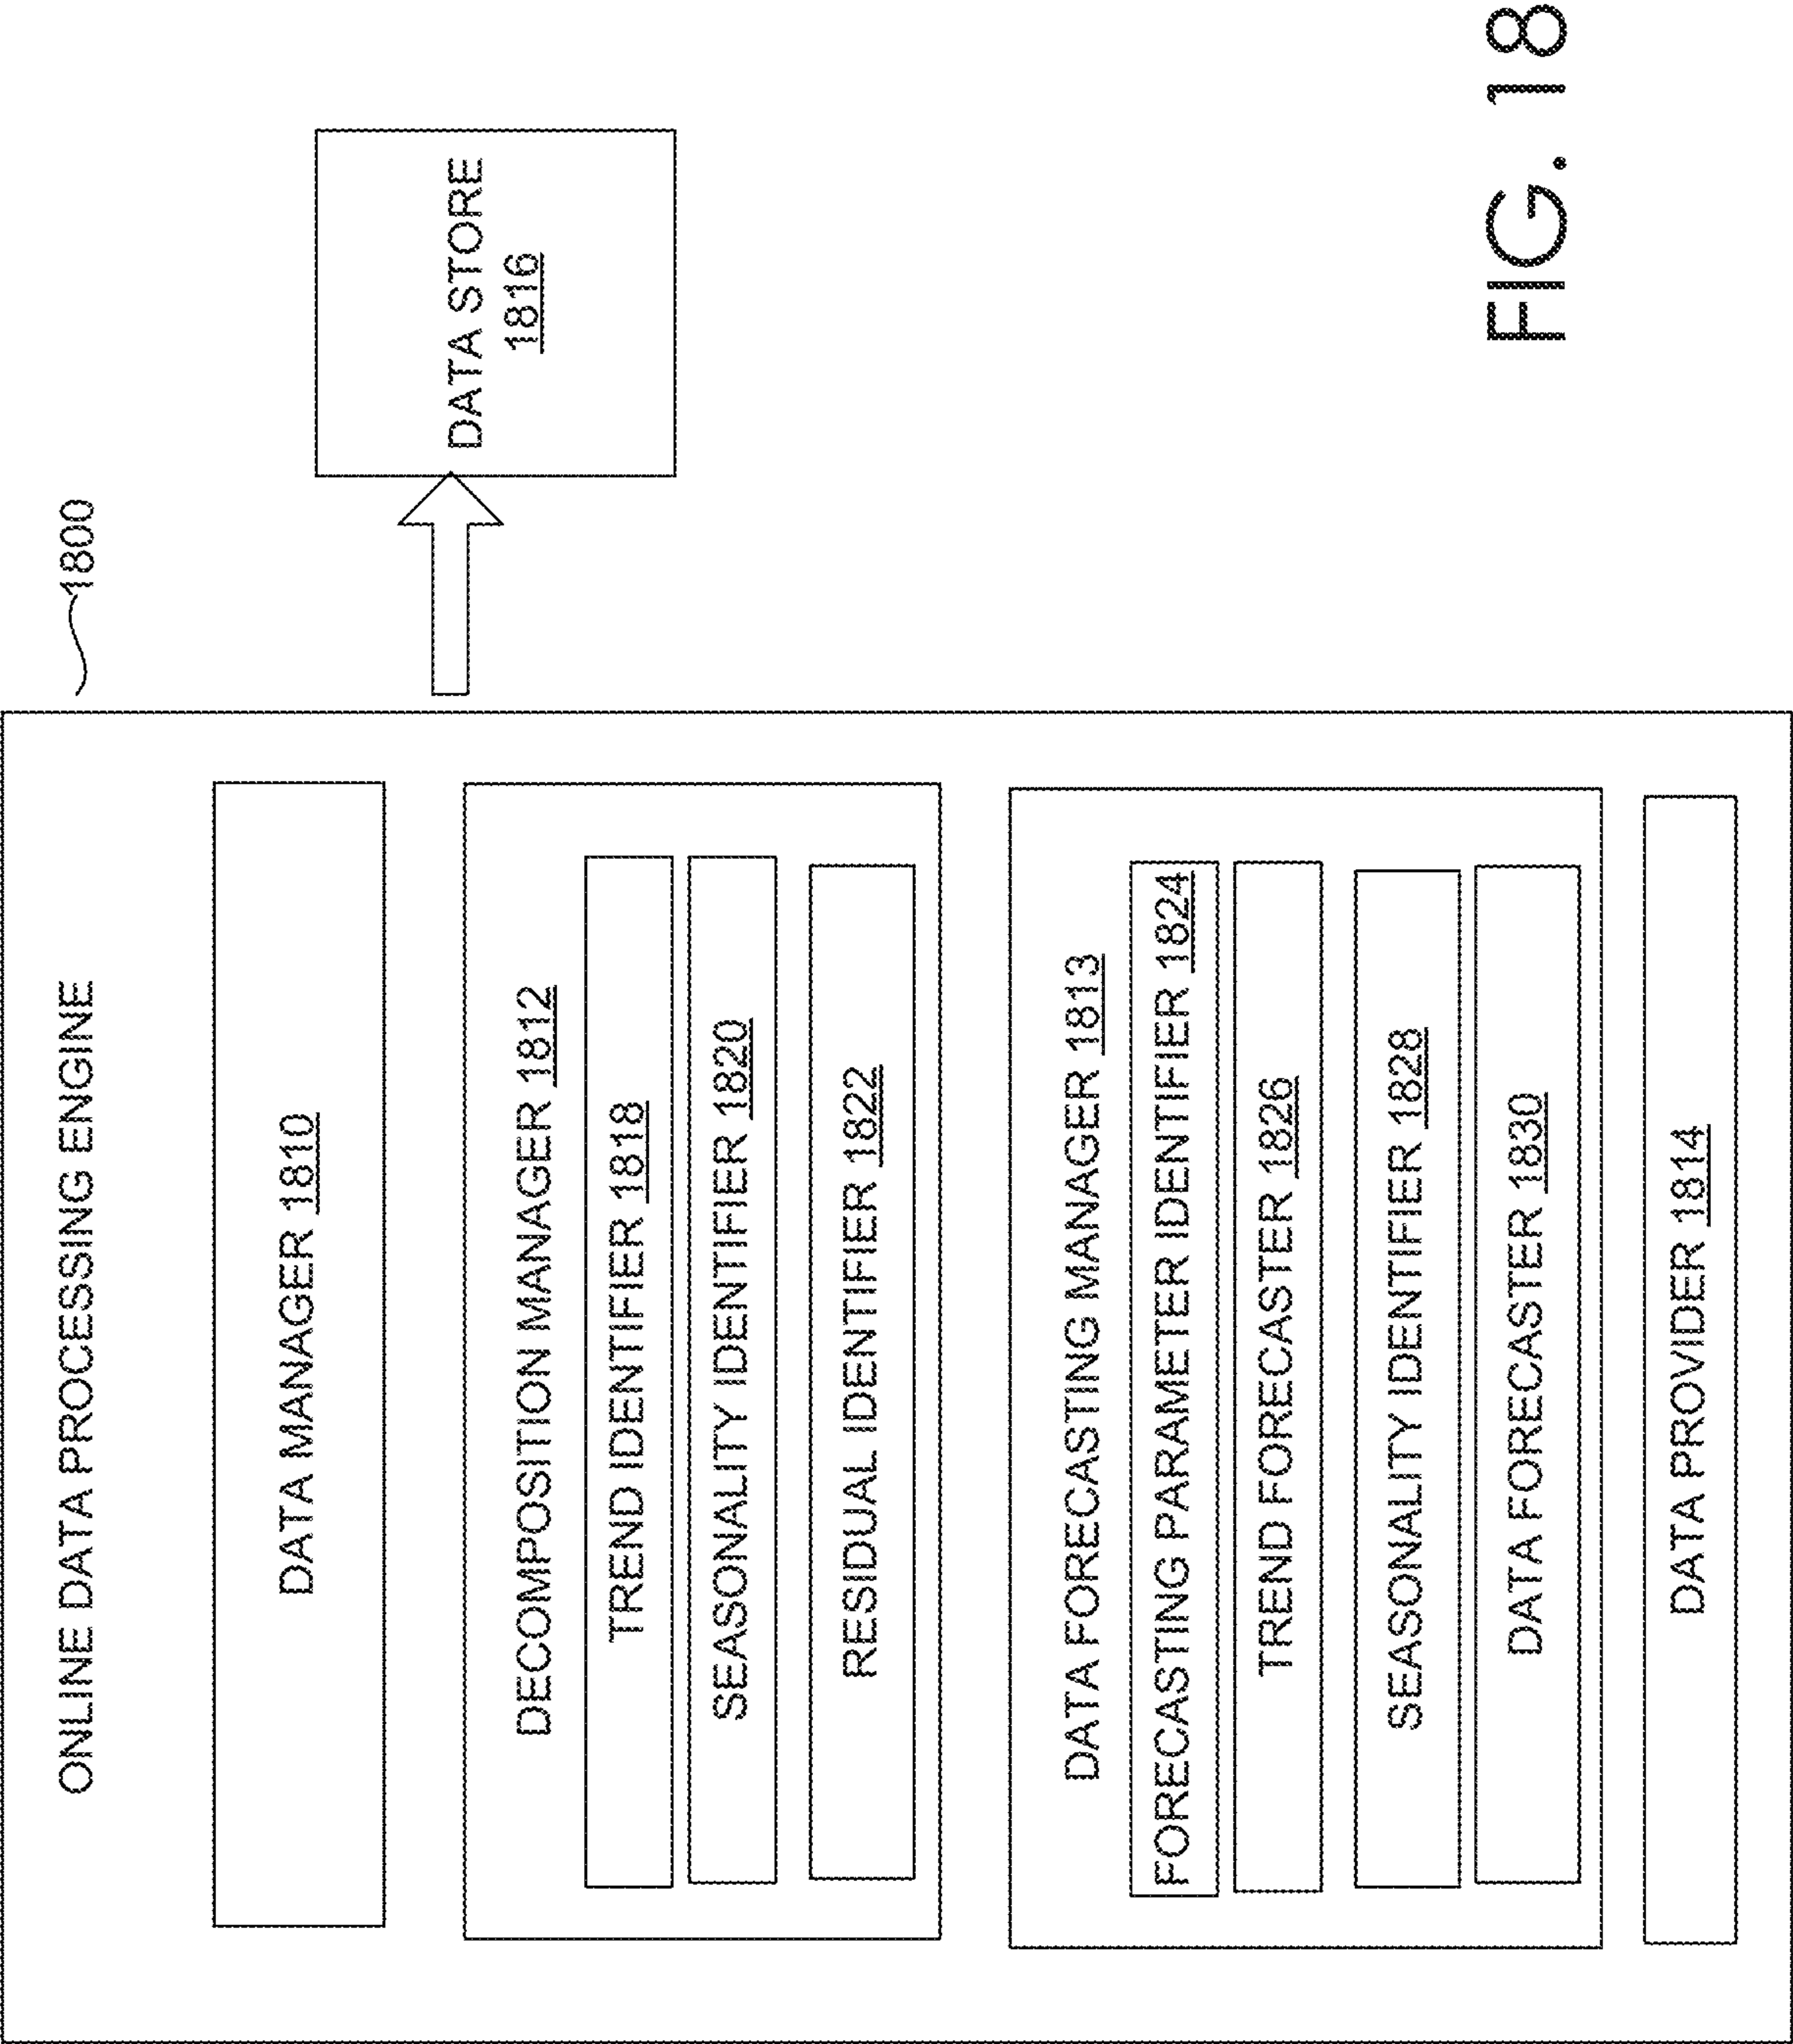 ONLINE DATA PROCESSING ENGINE
1800
DATA MANAGER 1810
DECOMPOSITION MANAGER 1812
TREND IDENTIFIER 1818
SEASONALITY IDENTIFIER 1820
RESIDUAL IDENTIFIER 1822
DATA FORECASTING MANAGER 1813
FORECASTING PARAMETER IDENTIFIER 1824
TREND FORECASTER 1826
SEASONALITY IDENTIFIER 1828
DATA FORECASTER 1830
DATA PROVIDER 1814
DATA STORE
1816
FIG. 18